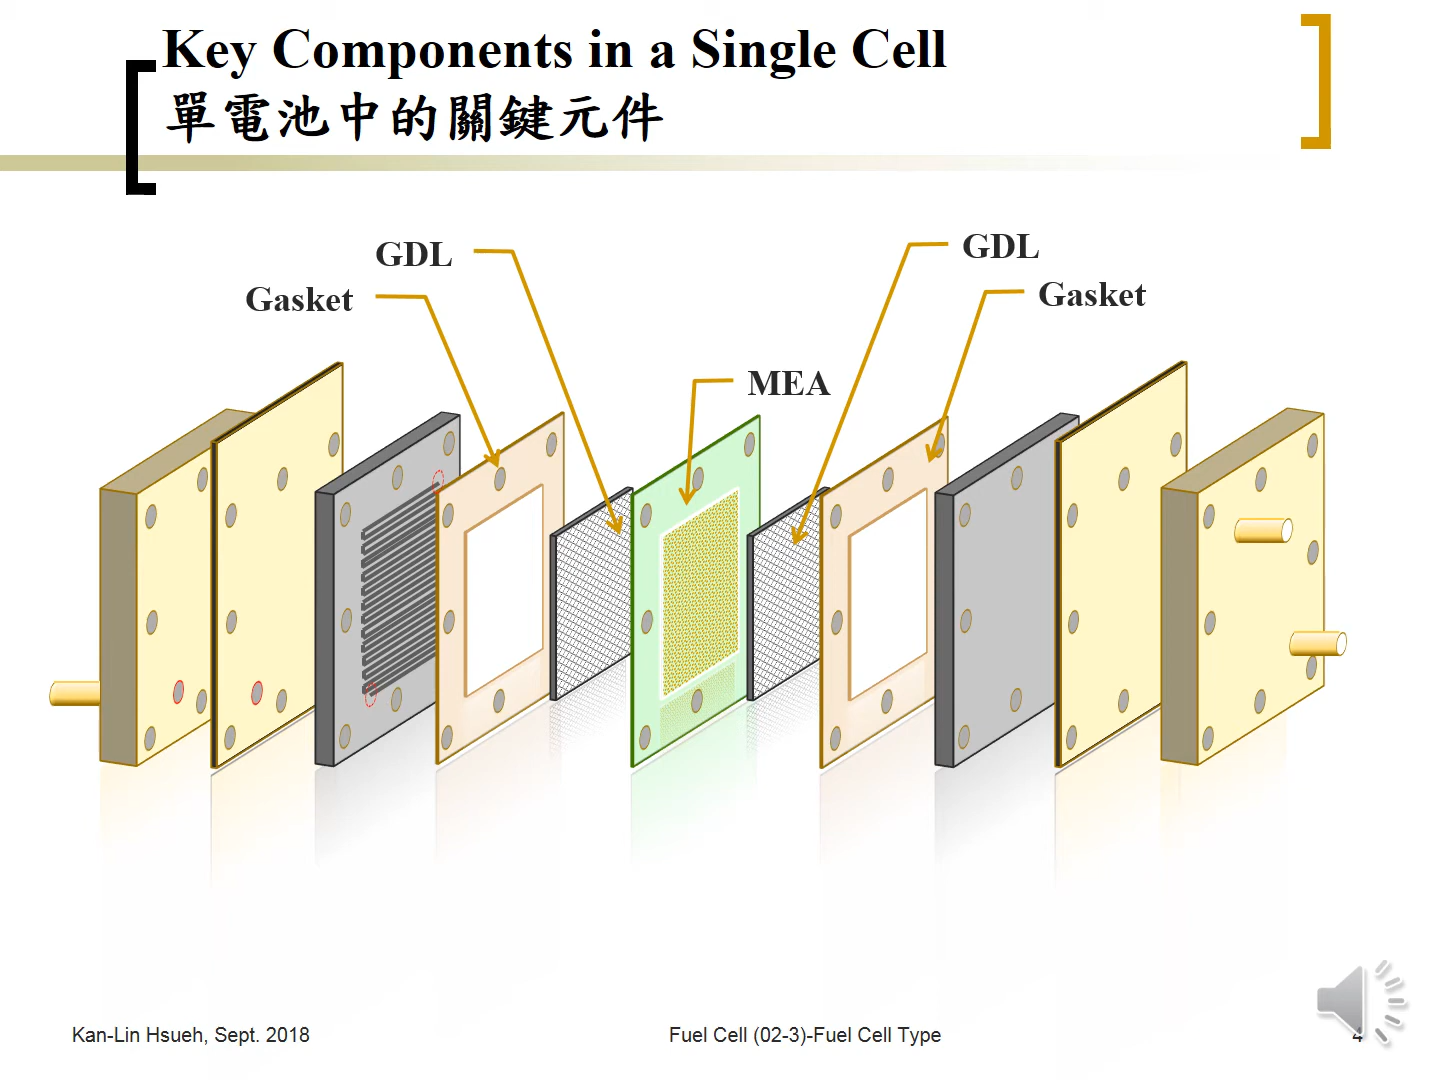 Key Components in a Single Cell
單電池中的關鍵元件
GDL
GDL
Gasket
Gasket
MEA
Kan-Lin Hsueh, Sept. 2018
Fuel Cell (02-3)-Fuel Cell Type
4